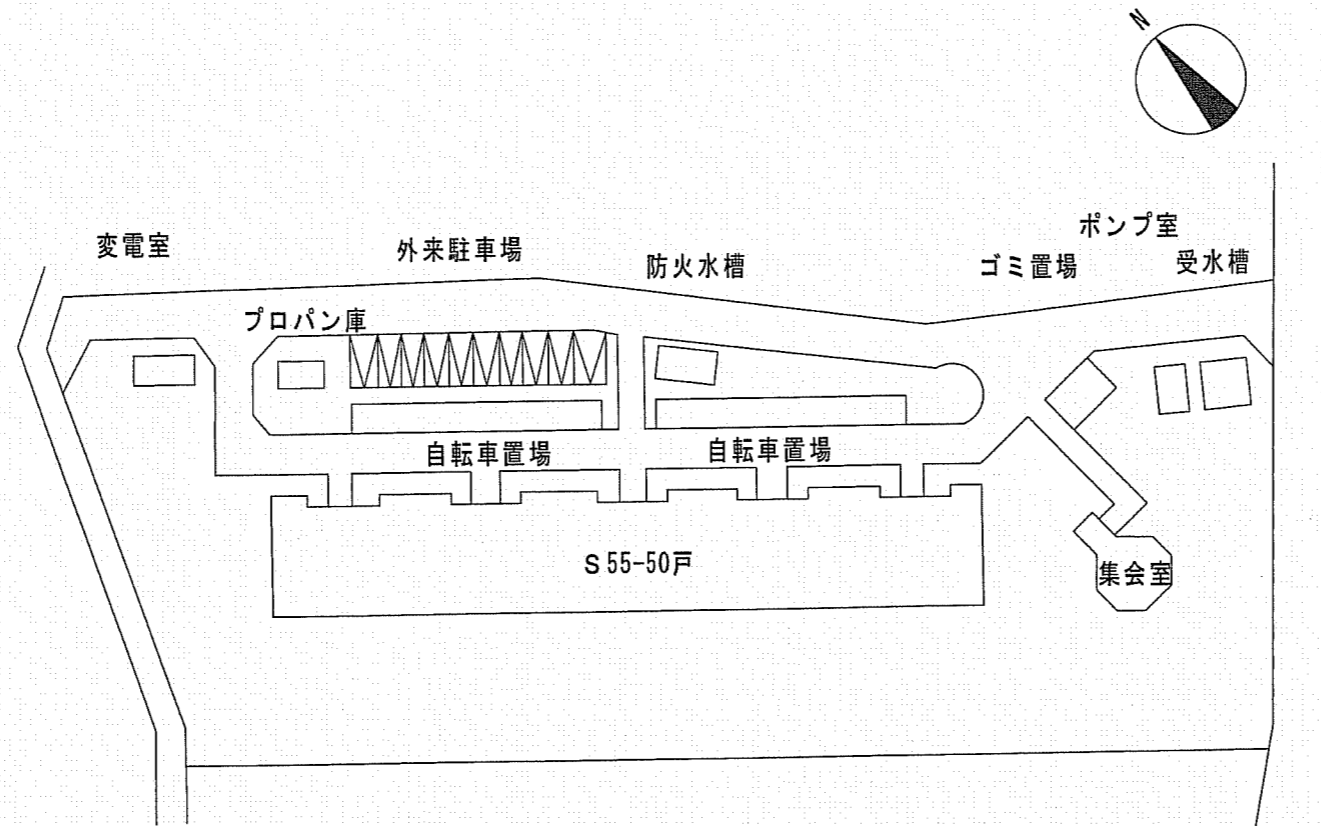 N
ポンプ室
変電室
外来駐車場
防火水槽
ゴミ置場
受水槽
プロパン庫
自転車置場
自転車置場
S55-50戸
集会室